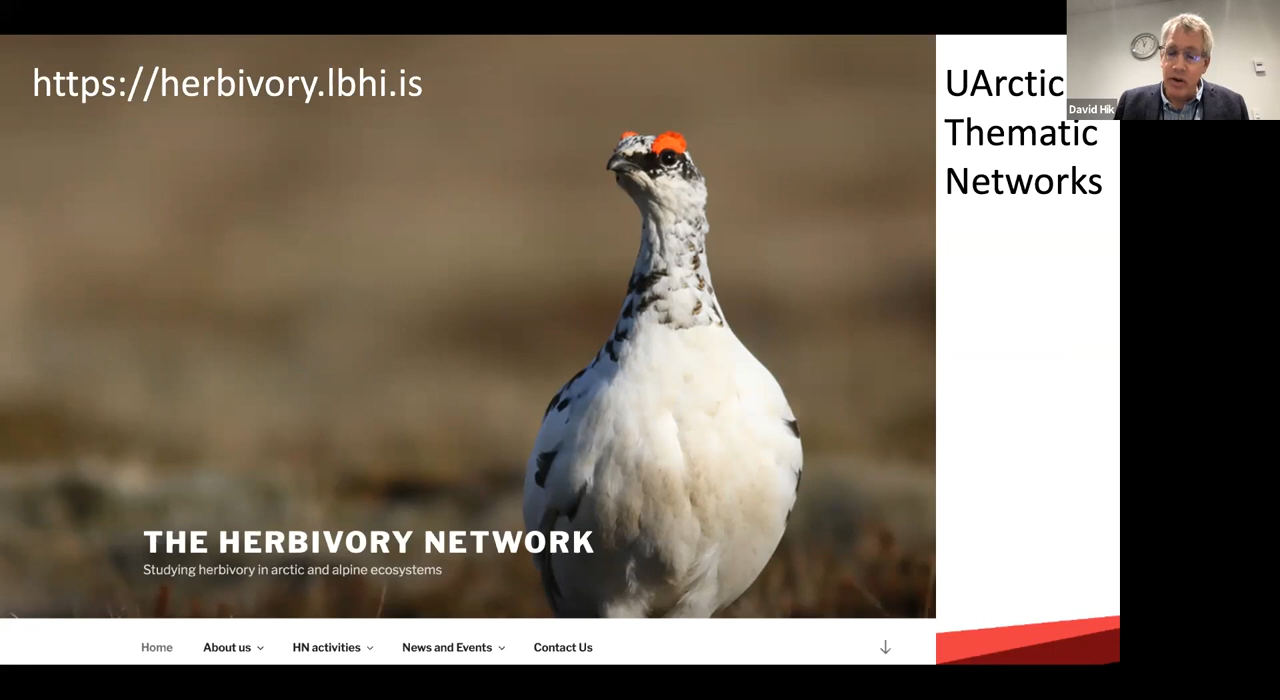 https://herbivory.lbhi.is
UArctic
Thematic
Networks
David Hik
THE HERBIVORY NETWORK
Studying herbivory in arctic and alpine ecosystems
Home About us HN activities News and Events Contact Us